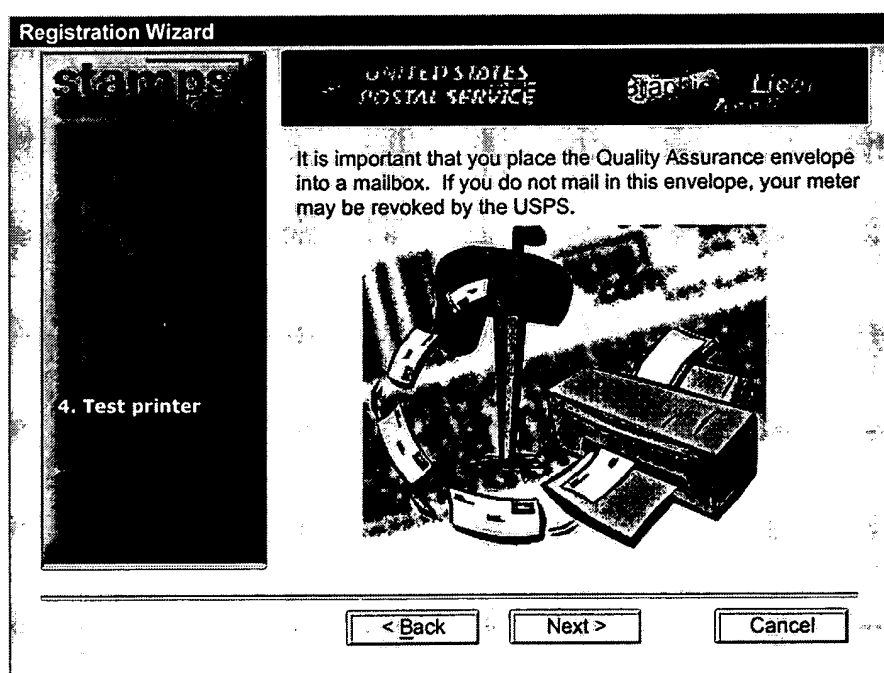 Registration Wizard
stamps
UNITED STATES
POSTAL SERVICE
It is important that you place the Quality Assurance envelope
into a mailbox. If you do not mail in this envelope, your meter
may be revoked by the USPS.
.com
4. Test printer
< Back
Next >
Cancel